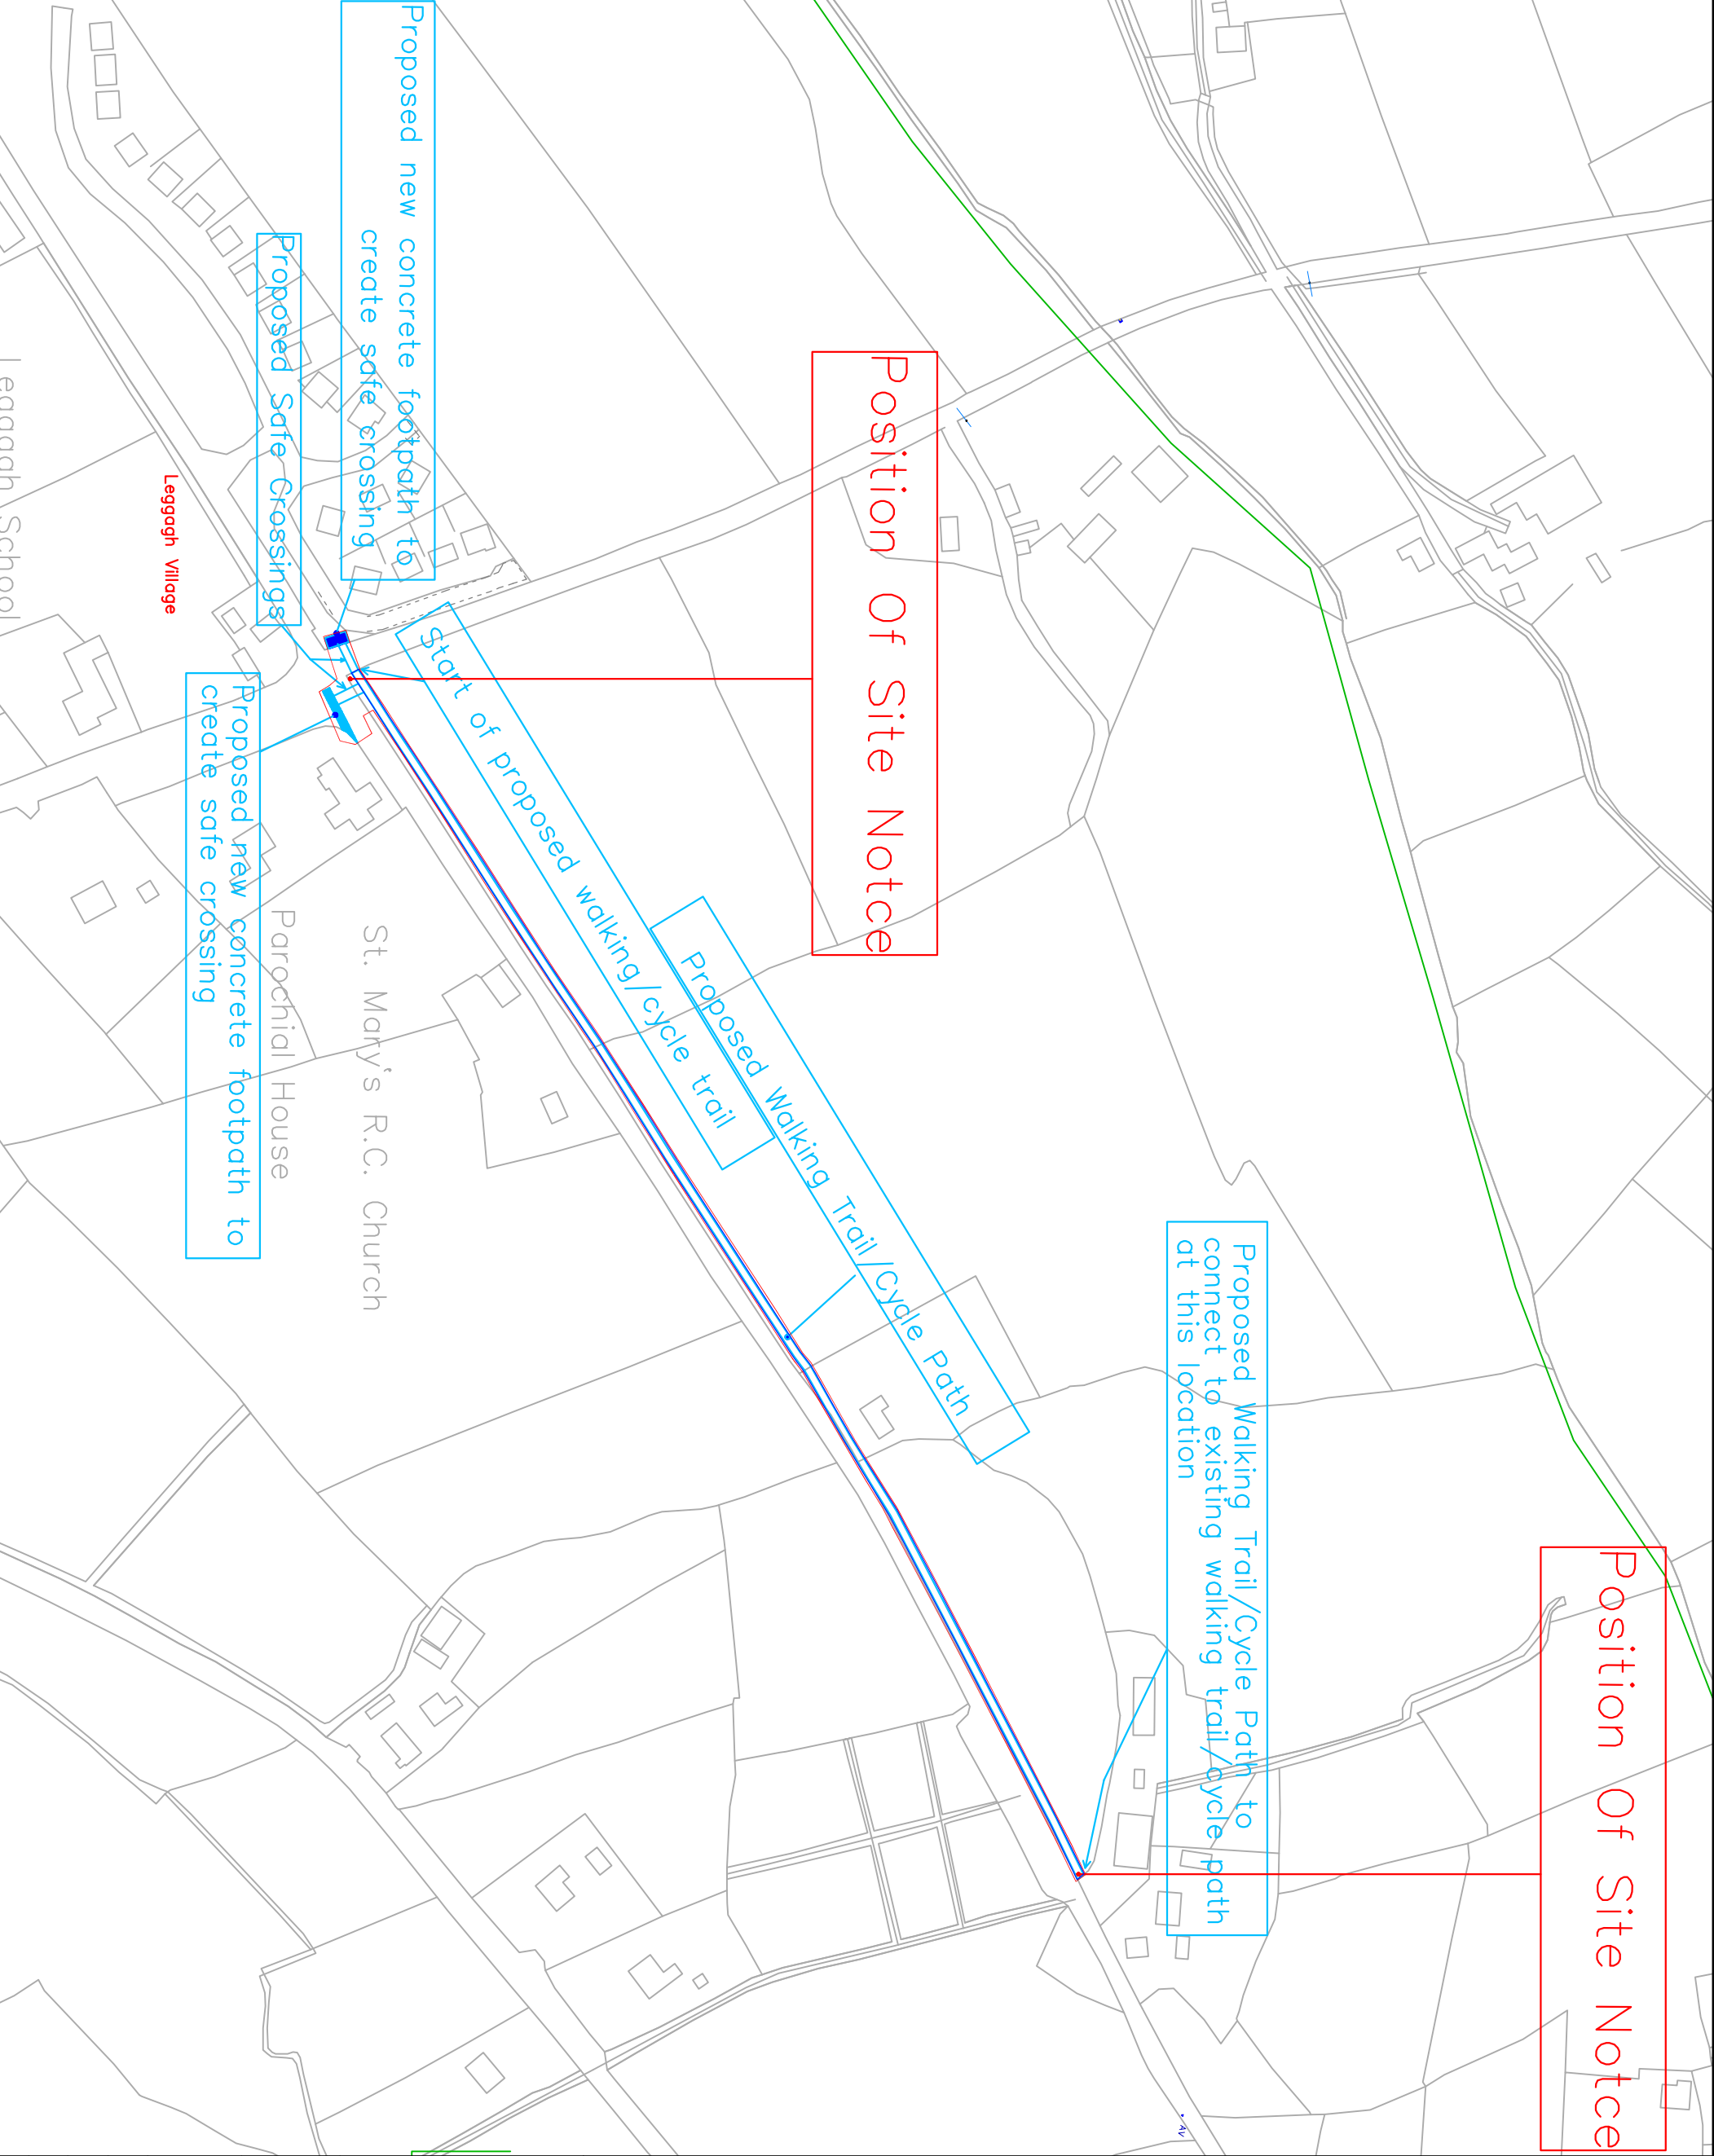 Position Of Site Notce
Position Of Site Notce
Proposed Walking Trail/Cycle Path to
connect to existing walking trail/cycle path
at this location
Proposed Walking Trail/Cycle Path
Start of proposed walking/cycle trail
Proposed new concrete footpath to
create safe crossing
Proposed Safe Crossings
St. Mary's R.C. Church
Parochial House
Proposed new concrete footpath to
create safe crossing
Leggagh Village
Leggagh School